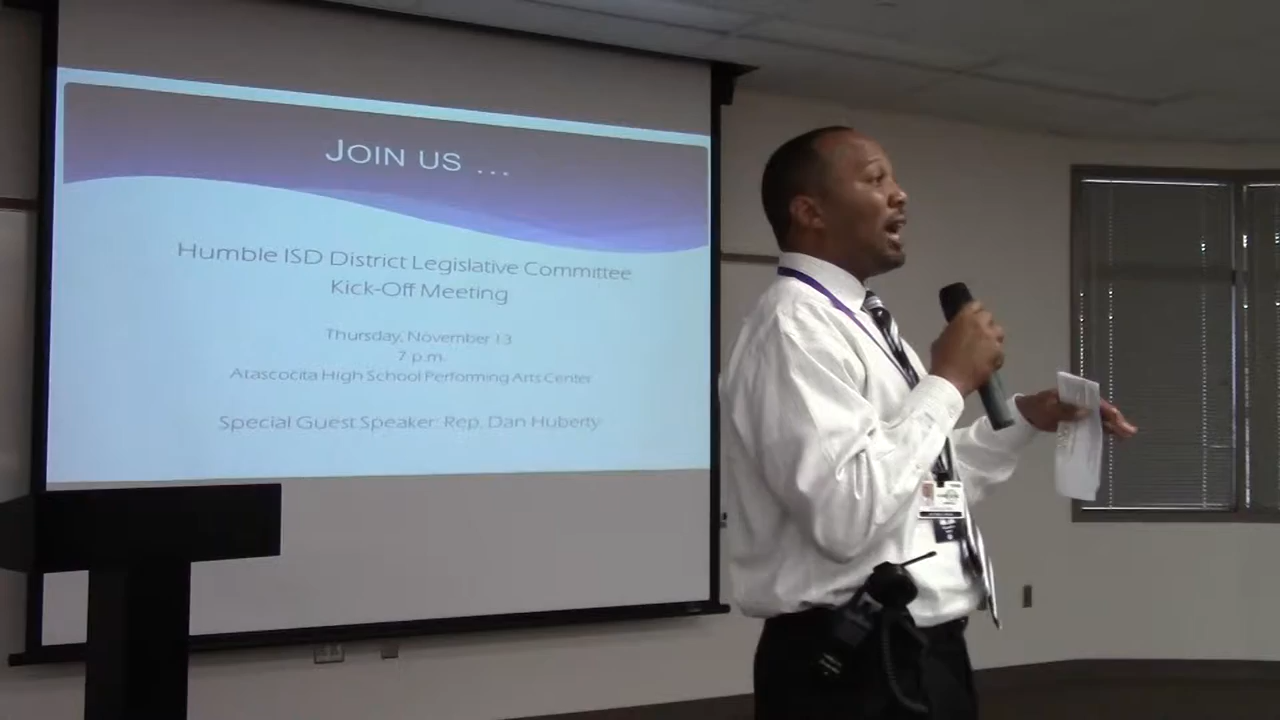 JOIN US ...
Humble ISD District Legislative Committee
Kick-Off Meeting
Thursday, November 13
7 p.m.
Atascocita High School Performing Arts Center
Special Guest Speaker: Rep. Dan Huberty